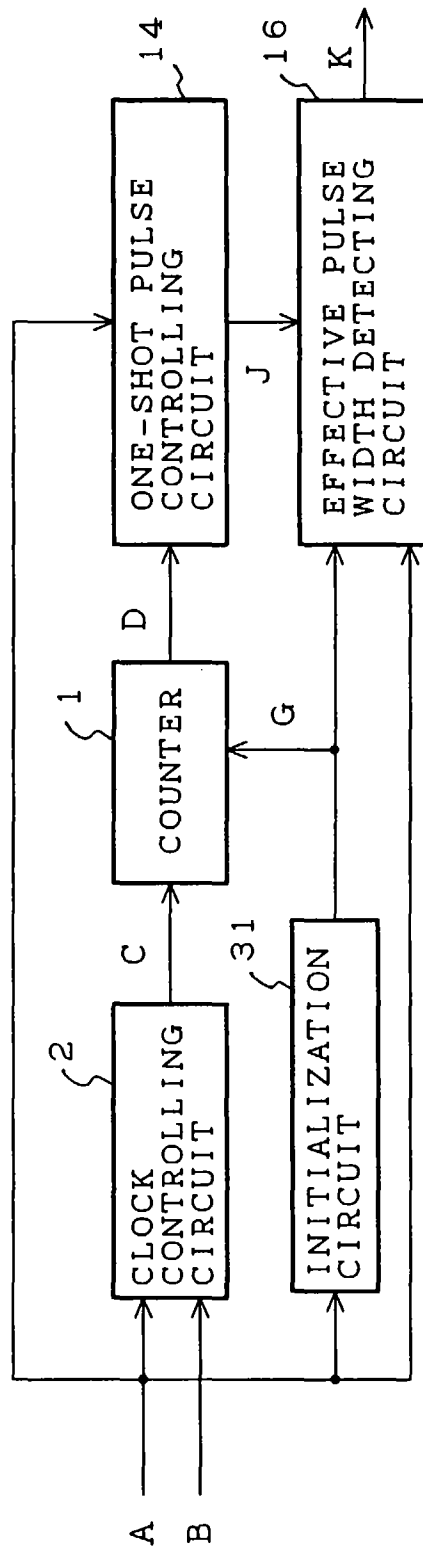 A
B
2
CLOCK
CONTROLLING
CIRCUIT
C
1
COUNTER
D
14
ONE-SHOT PULSE
CONTROLLING
CIRCUIT
31
INITIALIZATION
CIRCUIT
G
J
16
EFFECTIVE PULSE
WIDTH DETECTING
CIRCUIT
K